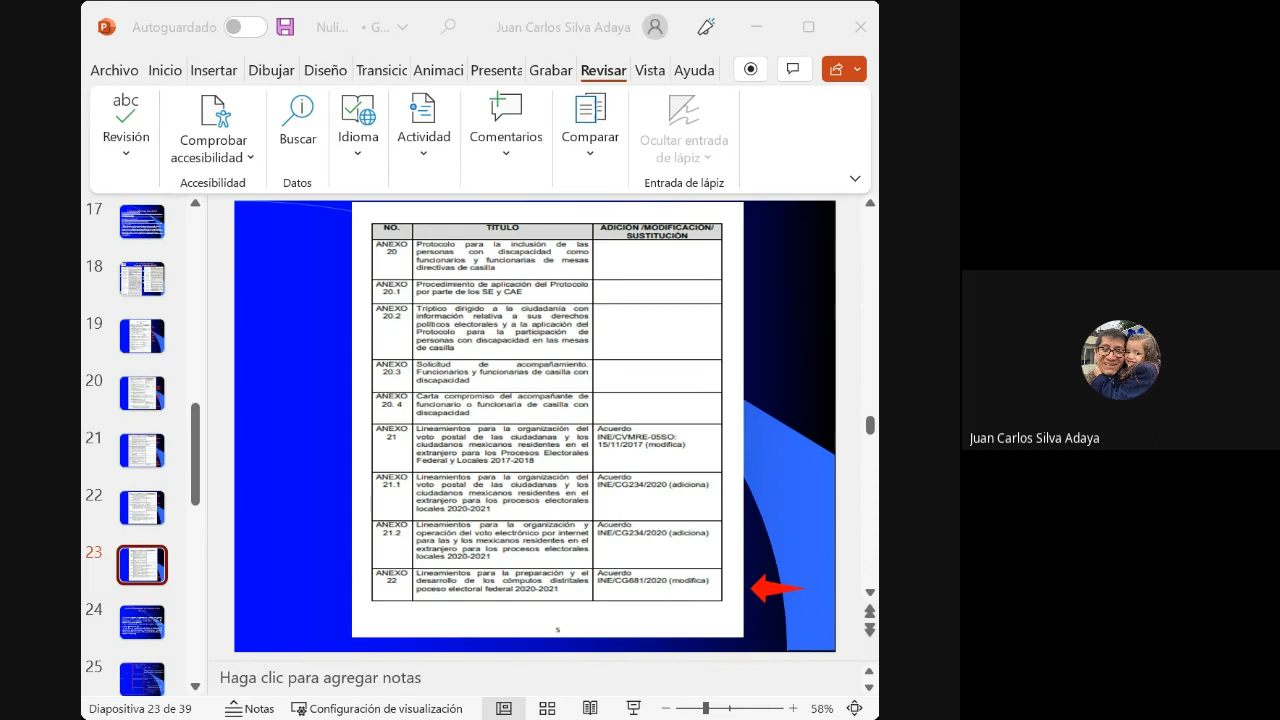 Autoguardado
Nuli... • G...
Juan Carlos Silva Adaya
Archivo Inicio Insertar Dibujar Diseño Transicic Animaci Presenta Grabar Revisar Vista Ayuda
abc
Revisión
Comprobar
accesibilidad
Buscar
Idioma
Actividad
Comentarios
Comparar
Ocultar entrada
de lápiz
Accesibilidad
Datos
Entrada de lápiz
17
18
19
20
21
22
23
24
25
NO. TITULO ADICIÓN /MODIFICACIÓN/
SUSTITUCIÓN
ANEXO
20
Protocolo para la inclusión de las
personas con discapacidad como
funcionarios y funcionarias de mesas
directivas de casilla
ANEXO
20.1
Procedimiento de aplicación del Protocolo
por parte de los SE y CAE
ANEXO
20.2
Tríptico dirigido a la ciudadanía con
información relativa a sus derechos
políticos electorales y a la aplicación del
Protocolo para la participación de
personas con discapacidad en las mesas
de casilla
ANEXO
20.3
Solicitud de acompañamiento.
Funcionarios y funcionarias de casilla con
discapacidad
ANEXO
20. 4
Carta compromiso del acompañante de
funcionario o funcionaria de casilla con
discapacidad
ANEXO
21
Lineamientos para la organización del
voto postal de las ciudadanas y los
ciudadanos mexicanos residentes en el
extranjero para los Procesos Electorales
Federal y Locales 2017-2018
Acuerdo
INE/CVMRE-05SO:
15/11/2017 (modifica)
ANEXO
21.1
Lineamientos para la organización del
voto postal de las ciudadanas y los
ciudadanos mexicanos residentes en el
extranjero para los procesos electorales
locales 2020-2021
Acuerdo
INE/CG234/2020 (adiciona)
ANEXO
21.2
Lineamientos para la organización y
operación del voto electrónico por internet
para las y los mexicanos residentes en el
extranjero para los procesos electorales
locales 2020-2021
Acuerdo
INE/CG234/2020 (adiciona)
ANEXO
22
Lineamientos para la preparación y el
desarrollo de los cómputos distritales
poceso electoral federal 2020-2021
Acuerdo
INE/CG681/2020 (modifica)
5
Haga clic para agregar notas
Diapositiva 23 de 39
Notas
Configuración de visualización
58%
Juan Carlos Silva Adaya